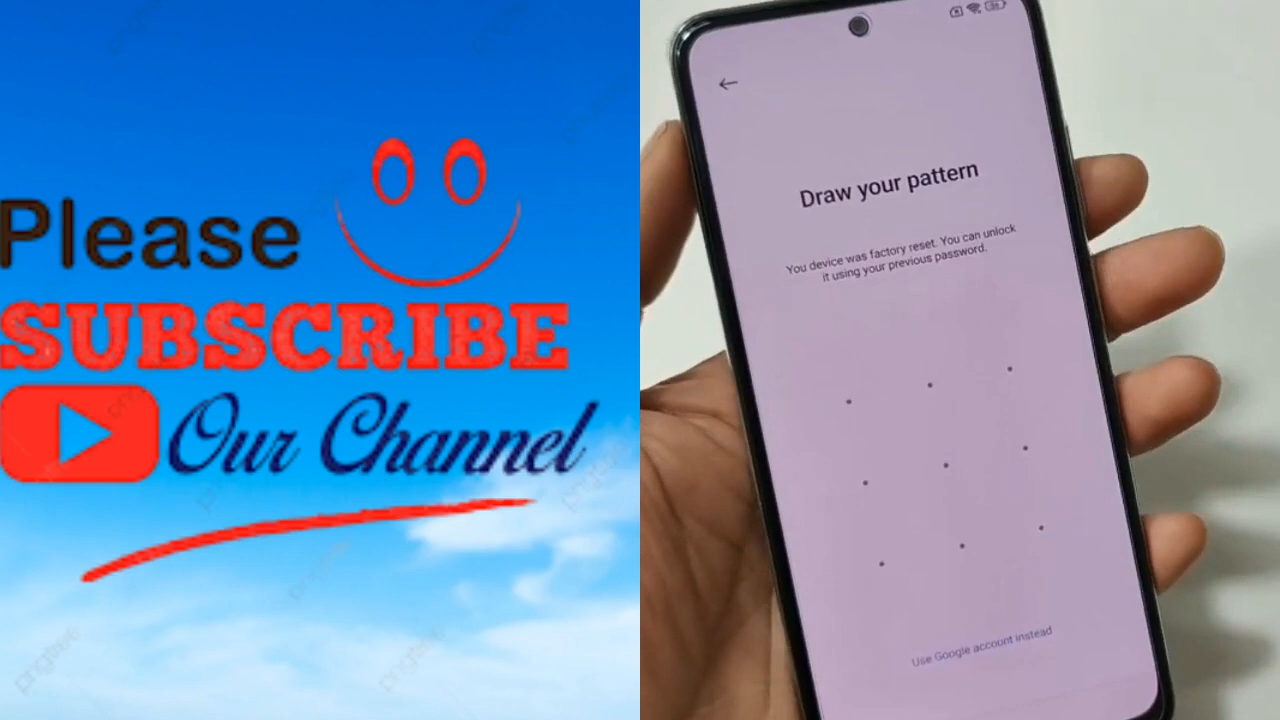 Please
SUBSCRIBE
Our Channel
Draw your pattern
You device was factory reset. You can unlock
it using your previous password.
Use Google account instead